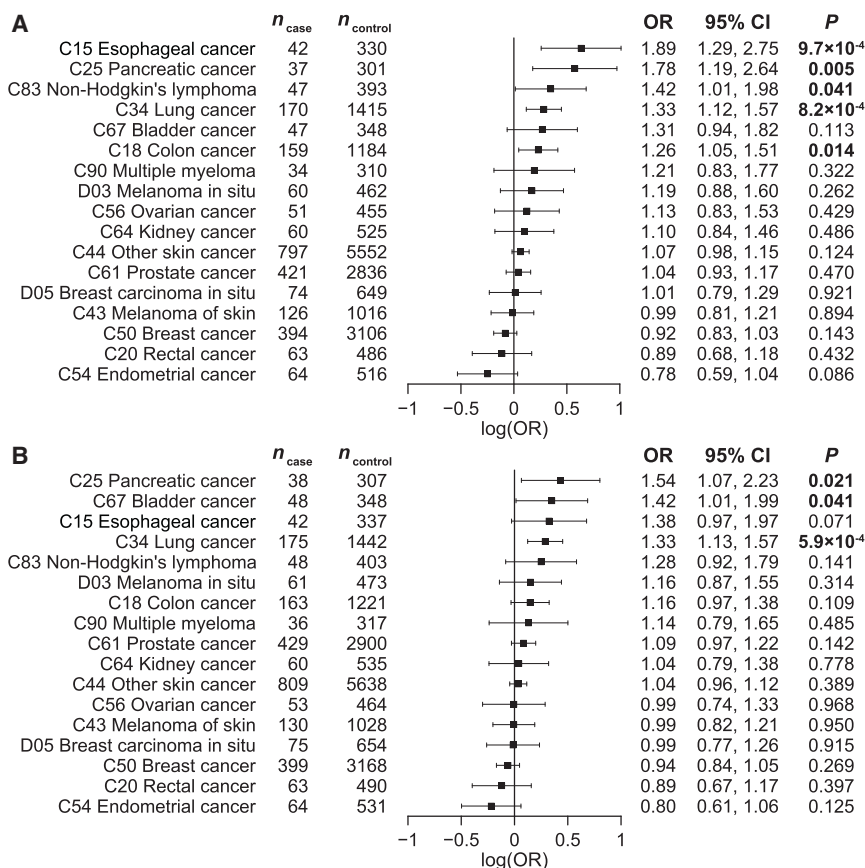 A n case n control OR 95% CI P
C15 Esophageal cancer 42 330 1.89 1.29, 2.75 9.7×10-4
C25 Pancreatic cancer 37 301 1.78 1.19, 2.64 0.005
C83 Non-Hodgkin's lymphoma 47 393 1.42 1.01, 1.98 0.041
C34 Lung cancer 170 1415 1.33 1.12, 1.57 8.2×10-4
C67 Bladder cancer 47 348 1.31 0.94, 1.82 0.113
C18 Colon cancer 159 1184 1.26 1.05, 1.51 0.014
C90 Multiple myeloma 34 310 1.21 0.83, 1.77 0.322
D03 Melanoma in situ 60 462 1.19 0.88, 1.60 0.262
C56 Ovarian cancer 51 455 1.13 0.83, 1.53 0.429
C64 Kidney cancer 60 525 1.10 0.84, 1.46 0.486
C44 Other skin cancer 797 5552 1.07 0.98, 1.15 0.124
C61 Prostate cancer 421 2836 1.04 0.93, 1.17 0.470
D05 Breast carcinoma in situ 74 649 1.01 0.79, 1.29 0.921
C43 Melanoma of skin 126 1016 0.99 0.81, 1.21 0.894
C50 Breast cancer 394 3106 0.92 0.83, 1.03 0.143
C20 Rectal cancer 63 486 0.89 0.68, 1.18 0.432
C54 Endometrial cancer 64 516 0.78 0.59, 1.04 0.086
−1 −0.5 0 0.5 1
log(OR)
B n case n control OR 95% CI P
C25 Pancreatic cancer 38 307 1.54 1.07, 2.23 0.021
C67 Bladder cancer 48 348 1.42 1.01, 1.99 0.041
C15 Esophageal cancer 42 337 1.38 0.97, 1.97 0.071
C34 Lung cancer 175 1442 1.33 1.13, 1.57 5.9×10-4
C83 Non-Hodgkin's lymphoma 48 403 1.28 0.92, 1.79 0.141
D03 Melanoma in situ 61 473 1.16 0.87, 1.55 0.314
C18 Colon cancer 163 1221 1.16 0.97, 1.38 0.109
C90 Multiple myeloma 36 317 1.14 0.79, 1.65 0.485
C61 Prostate cancer 429 2900 1.09 0.97, 1.22 0.142
C64 Kidney cancer 60 535 1.04 0.79, 1.38 0.778
C44 Other skin cancer 809 5638 1.04 0.96, 1.12 0.389
C56 Ovarian cancer 53 464 0.99 0.74, 1.33 0.968
C43 Melanoma of skin 130 1028 0.99 0.82, 1.21 0.950
D05 Breast carcinoma in situ 75 654 0.99 0.77, 1.26 0.915
C50 Breast cancer 399 3168 0.94 0.84, 1.05 0.269
C20 Rectal cancer 63 490 0.89 0.67, 1.17 0.397
C54 Endometrial cancer 64 531 0.80 0.61, 1.06 0.125
−1 −0.5 0 0.5 1
log(OR)